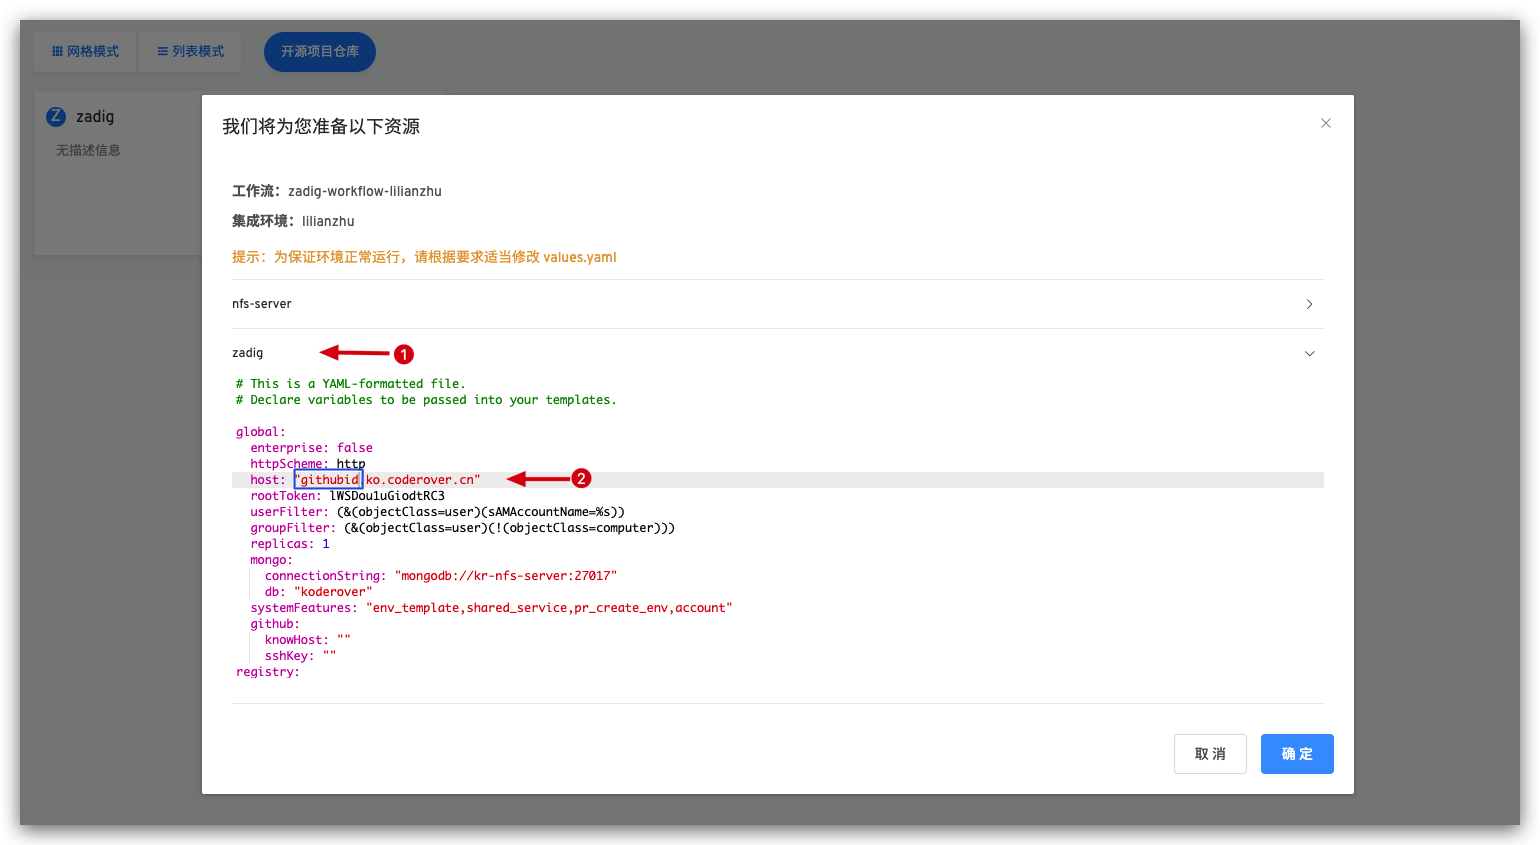 网格模式
列表模式
开源项目仓库
Z zadig
无描述信息
我们将为您准备以下资源
工作流：zadig-workflow-lilianzhu
集成环境：lilianzhu
提示：为保证环境正常运行，请根据要求适当修改 values.yaml
nfs-server
zadig
1
# This is a YAML-formatted file.
# Declare variables to be passed into your templates.
global:
enterprise: false
httpScheme: http
host: "githubid.ko.coderover.cn"
2
rootToken: lWSDou1uGiodtRC3
userFilter: (&(objectClass=user)(sAMAccountName=%s))
groupFilter: (&(objectClass=user)(!(objectClass=computer)))
replicas: 1
mongo:
connectionString: "mongodb://kr-nfs-server:27017"
db: "koderover"
systemFeatures: "env_template,shared_service,pr_create_env,account"
github:
knowHost: ""
sshKey: ""
registry:
取消
确定